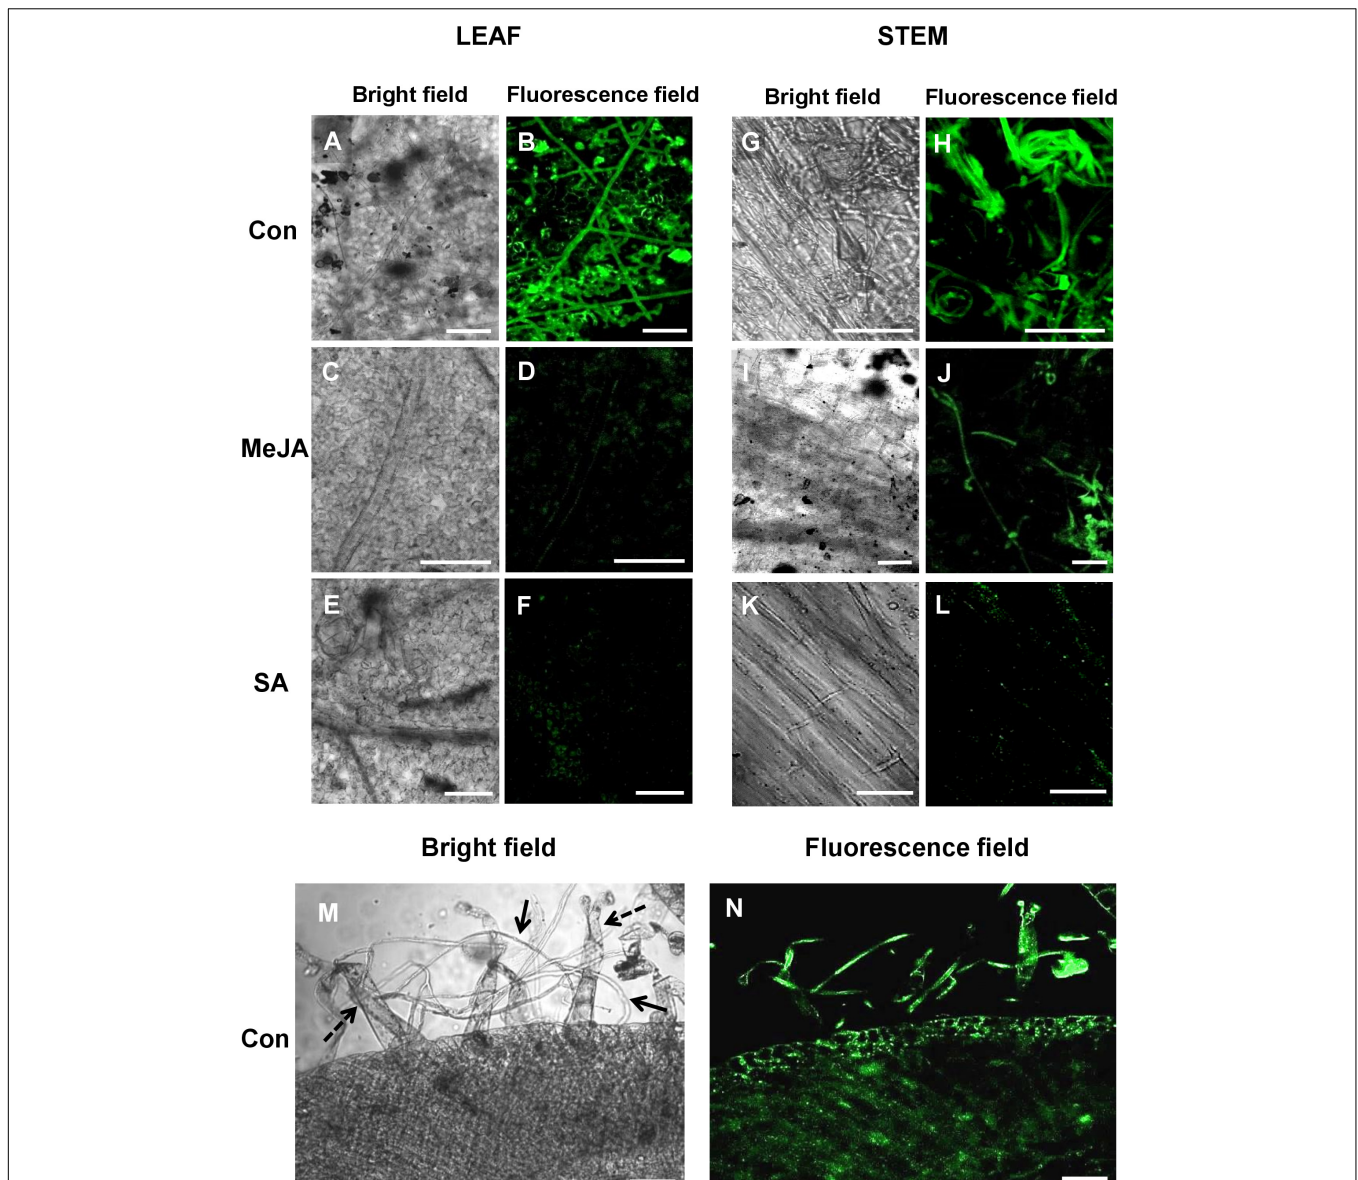 LEAF STEM
Bright field Fluorescence field Bright field Fluorescence field
Con A B G H
MeJA C D I J
SA E F K L
Bright field Fluorescence field
Con M N